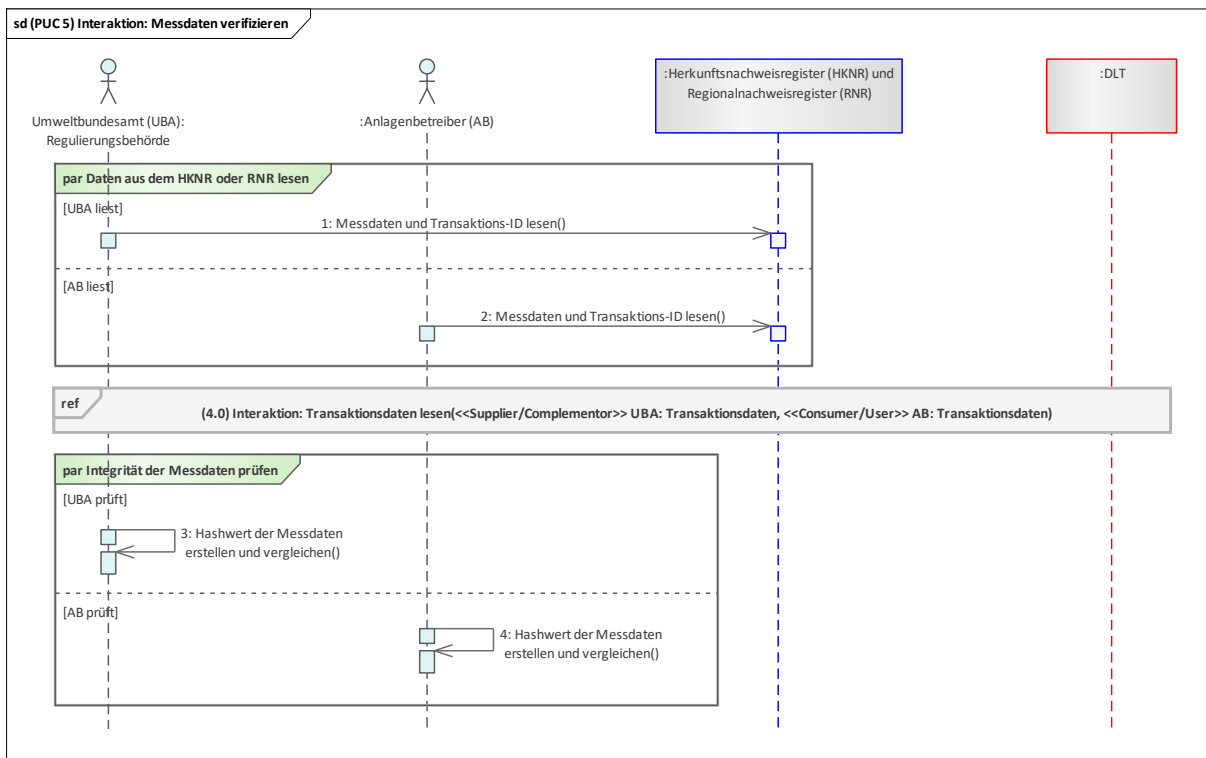 sd (PUC 5) Interaktion: Messdaten verifizieren
Umweltbundesamt (UBA):
Regulierungsbehörde
:Anlagenbetreiber (AB)
:Herkunftsnachweisregister (HKNR) und
Regionalnachweisregister (RNR)
:DLT
par Daten aus dem HKNR oder RNR lesen
[UBA liest]
1: Messdaten und Transaktions-ID lesen()
[AB liest]
2: Messdaten und Transaktions-ID lesen()
ref
(4.0) Interaktion: Transaktionsdaten lesen(<<Supplier/Complementor>> UBA: Transaktionsdaten, <<Consumer/User>> AB: Transaktionsdaten)
par Integrität der Messdaten prüfen
[UBA prüft]
3: Hashwert der Messdaten
erstellen und vergleichen()
[AB prüft]
4: Hashwert der Messdaten
erstellen und vergleichen()